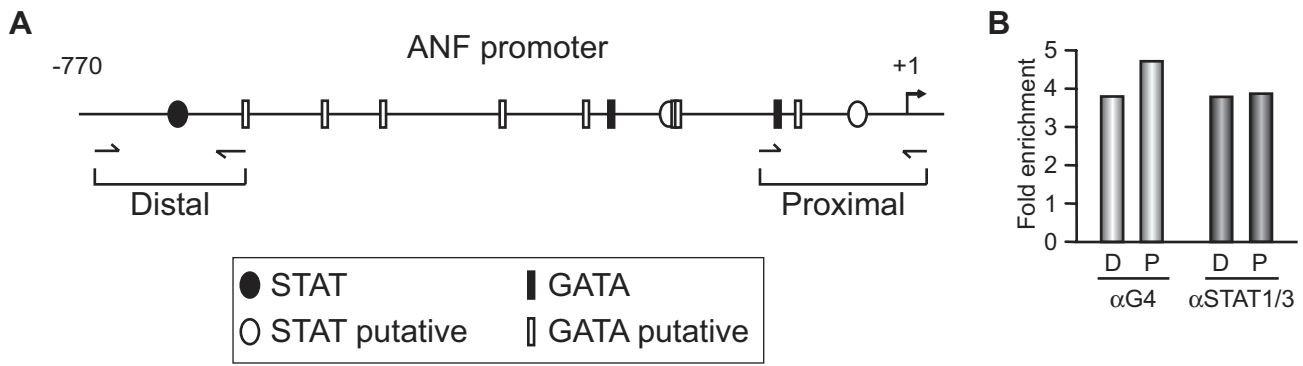 A
ANF promoter
-770
+1
Distal
Proximal
STAT
GATA
STAT putative
GATA putative
B
Fold enrichment
5
4
3
2
1
0
D P D P
αG4 αSTAT1/3